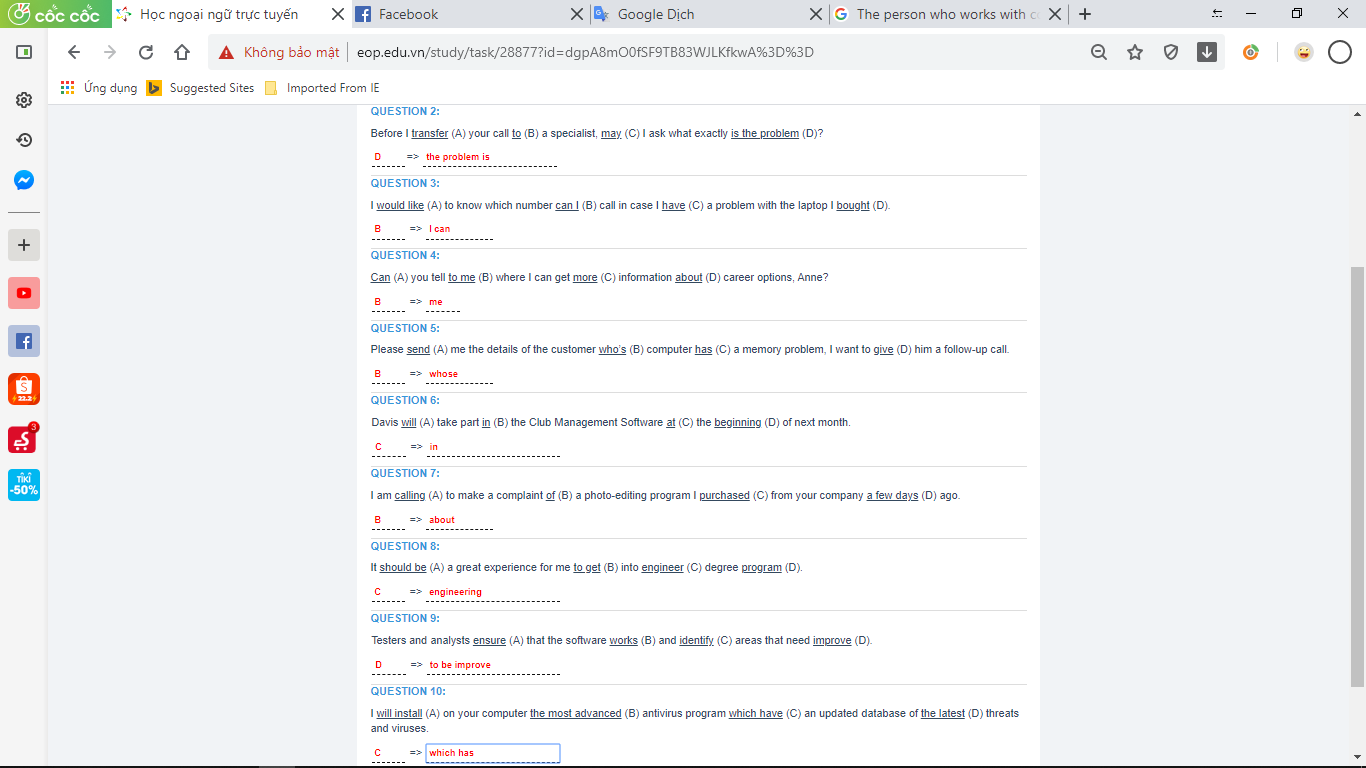 cốc cốc
Học ngoại ngữ trực tuyến
Facebook
Google Dịch
The person who works with c
Không bảo mật
eop.edu.vn/study/task/28877?id=dgpA8mO0fSF9TB83WJLKfkwA%3D%3D
Ứng dụng
Suggested Sites
Imported From IE
QUESTION 2:
Before I transfer (A) your call to (B) a specialist, may (C) I ask what exactly is the problem (D)?
D => the problem is
QUESTION 3:
I would like (A) to know which number can I (B) call in case I have (C) a problem with the laptop I bought (D).
B => I can
QUESTION 4:
Can (A) you tell to me (B) where I can get more (C) information about (D) career options, Anne?
B => me
QUESTION 5:
Please send (A) me the details of the customer who's (B) computer has (C) a memory problem, I want to give (D) him a follow-up call.
B => whose
QUESTION 6:
Davis will (A) take part in (B) the Club Management Software at (C) the beginning (D) of next month.
C => in
QUESTION 7:
I am calling (A) to make a complaint of (B) a photo-editing program I purchased (C) from your company a few days (D) ago.
B => about
QUESTION 8:
It should be (A) a great experience for me to get (B) into engineer (C) degree program (D).
C => engineering
QUESTION 9:
Testers and analysts ensure (A) that the software works (B) and identify (C) areas that need improve (D).
D => to be improve
QUESTION 10:
I will install (A) on your computer the most advanced (B) antivirus program which have (C) an updated database of the latest (D) threats
and viruses.
C => which has
22.2
3
TIKI
-50%